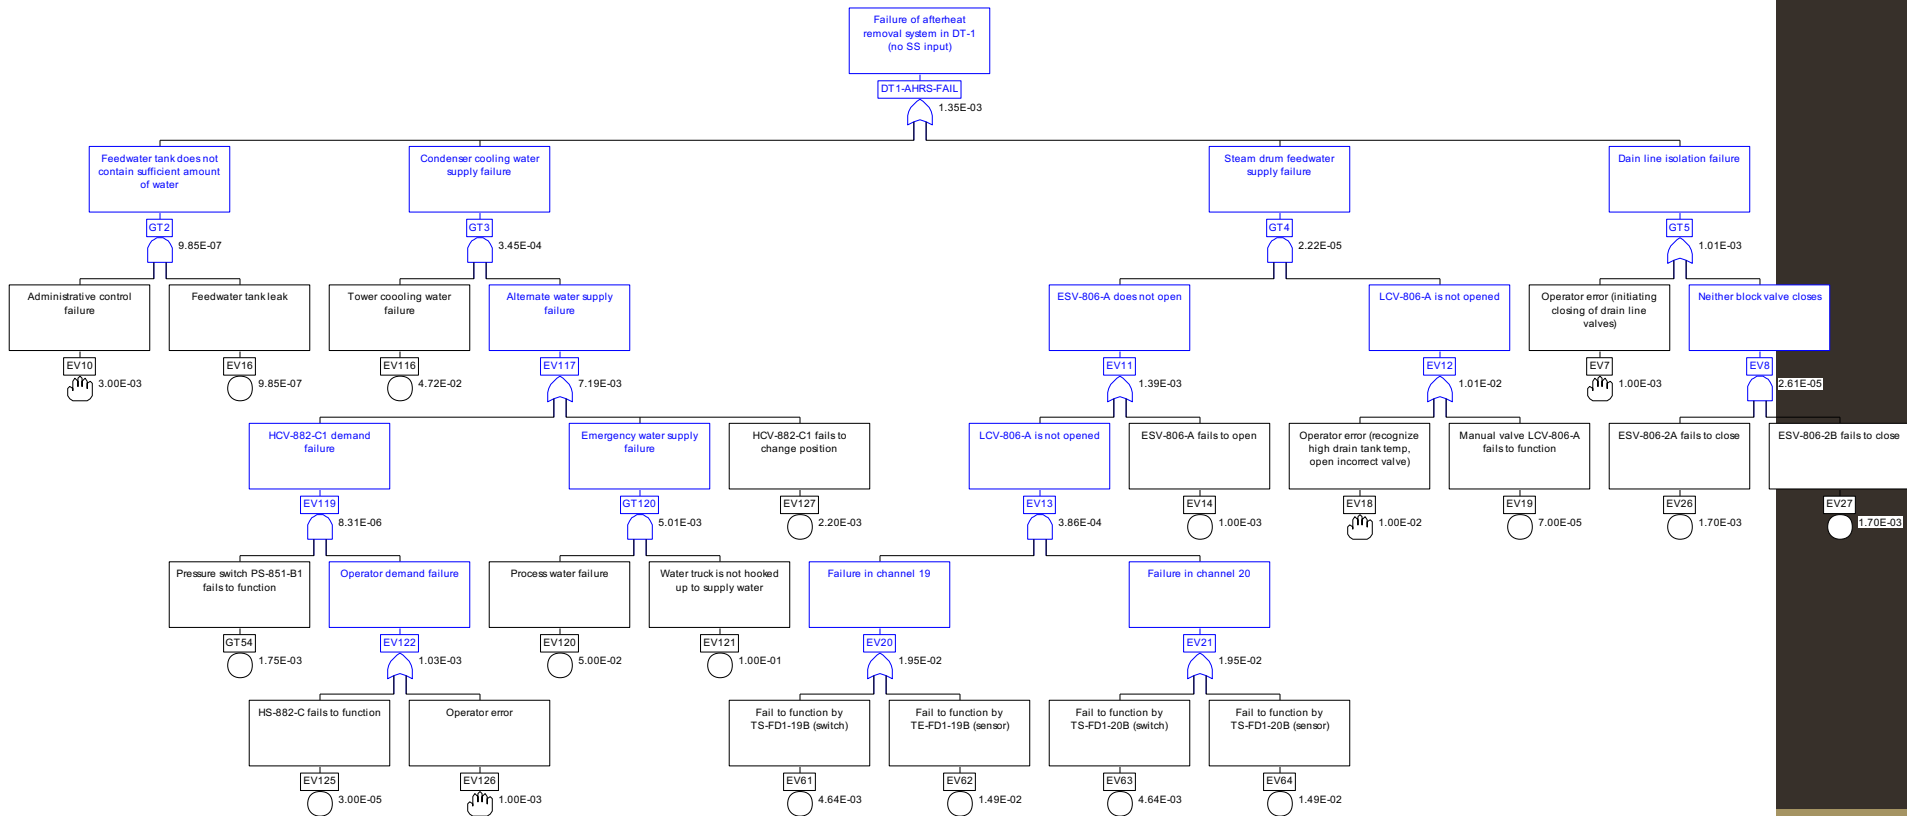 Failure of afterheat
removal system in DT-1
(no SS input)
DT1-AHRS-FAIL
1.35E-03
Feedwater tank does not
contain sufficient amount
of water
GT2
9.85E-07
Condenser cooling water
supply failure
GT3
3.45E-04
Steam drum feedwater
supply failure
GT4
2.22E-05
Dain line isolation failure
GT5
1.01E-03
Administrative control
failure
EV10
3.00E-03
Feedwater tank leak
EV16
9.85E-07
Tower coooling water
failure
EV116
4.72E-02
Alternate water supply
failure
EV117
7.19E-03
ESV-806-A does not open
EV11
1.39E-03
LCV-806-A is not opened
EV12
1.01E-02
Operator error (initiating
closing of drain line
valves)
EV7
1.00E-03
Neither block valve closes
EV8
2.61E-05
HCV-882-C1 demand
failure
EV119
8.31E-06
Emergency water supply
failure
GT120
5.01E-03
HCV-882-C1 fails to
change position
EV127
2.20E-03
LCV-806-A is not opened
EV13
3.86E-04
ESV-806-A fails to open
EV14
1.00E-03
Operator error (recognize
high drain tank temp,
open incorrect valve)
EV18
1.00E-02
Manual valve LCV-806-A
fails to function
EV19
7.00E-05
ESV-806-2A fails to close
EV26
1.70E-03
ESV-806-2B fails to close
EV27
1.70E-03
Pressure switch PS-851-B1
fails to function
GT54
1.75E-03
Operator demand failure
EV122
1.03E-03
Process water failure
EV120
5.00E-02
Water truck is not hooked
up to supply water
EV121
1.00E-01
Failure in channel 19
EV20
1.95E-02
Failure in channel 20
EV21
1.95E-02
HS-882-C fails to function
EV125
3.00E-05
Operator error
EV126
1.00E-03
Fail to function by
TS-FD1-19B (switch)
EV61
4.64E-03
Fail to function by
TE-FD1-19B (sensor)
EV62
1.49E-02
Fail to function by
TS-FD1-20B (switch)
EV63
4.64E-03
Fail to function by
TS-FD1-20B (sensor)
EV64
1.49E-02